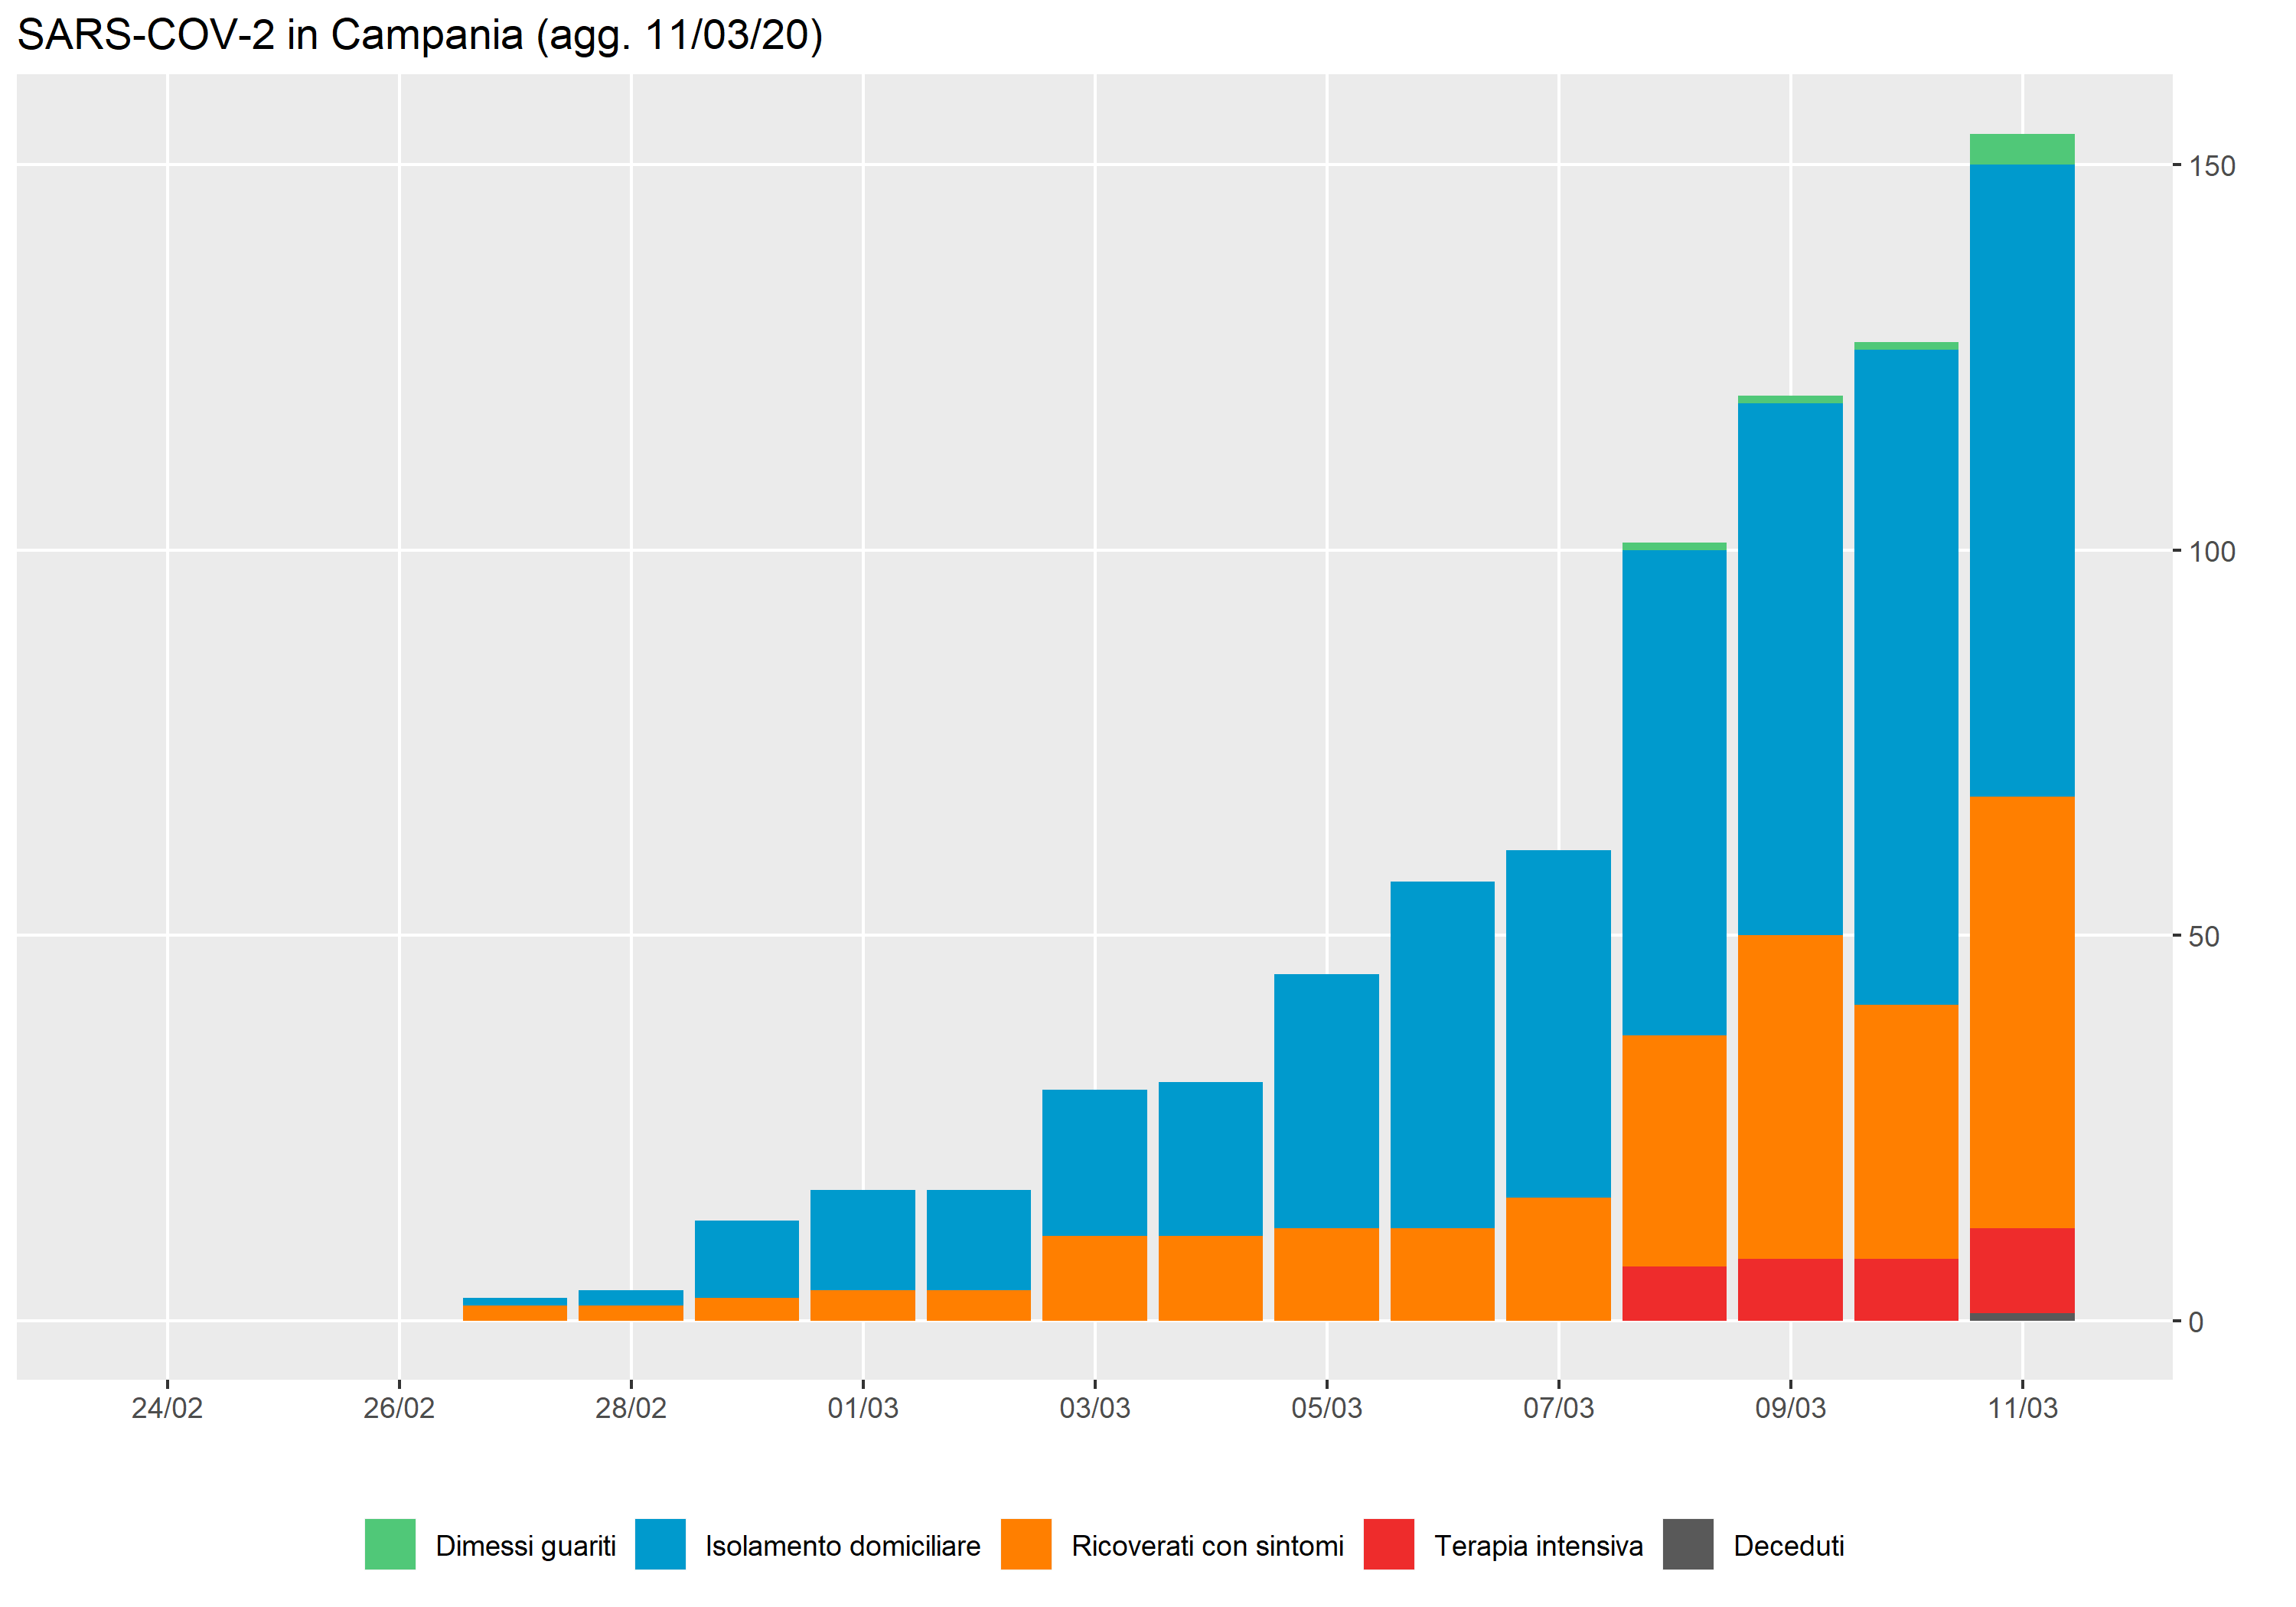 SARS-COV-2 in Campania (agg. 11/03/20)
150
100
50
0
24/02 26/02 28/02 01/03 03/03 05/03 07/03 09/03 11/03
Dimessi guariti Isolamento domiciliare Ricoverati con sintomi Terapia intensiva Deceduti